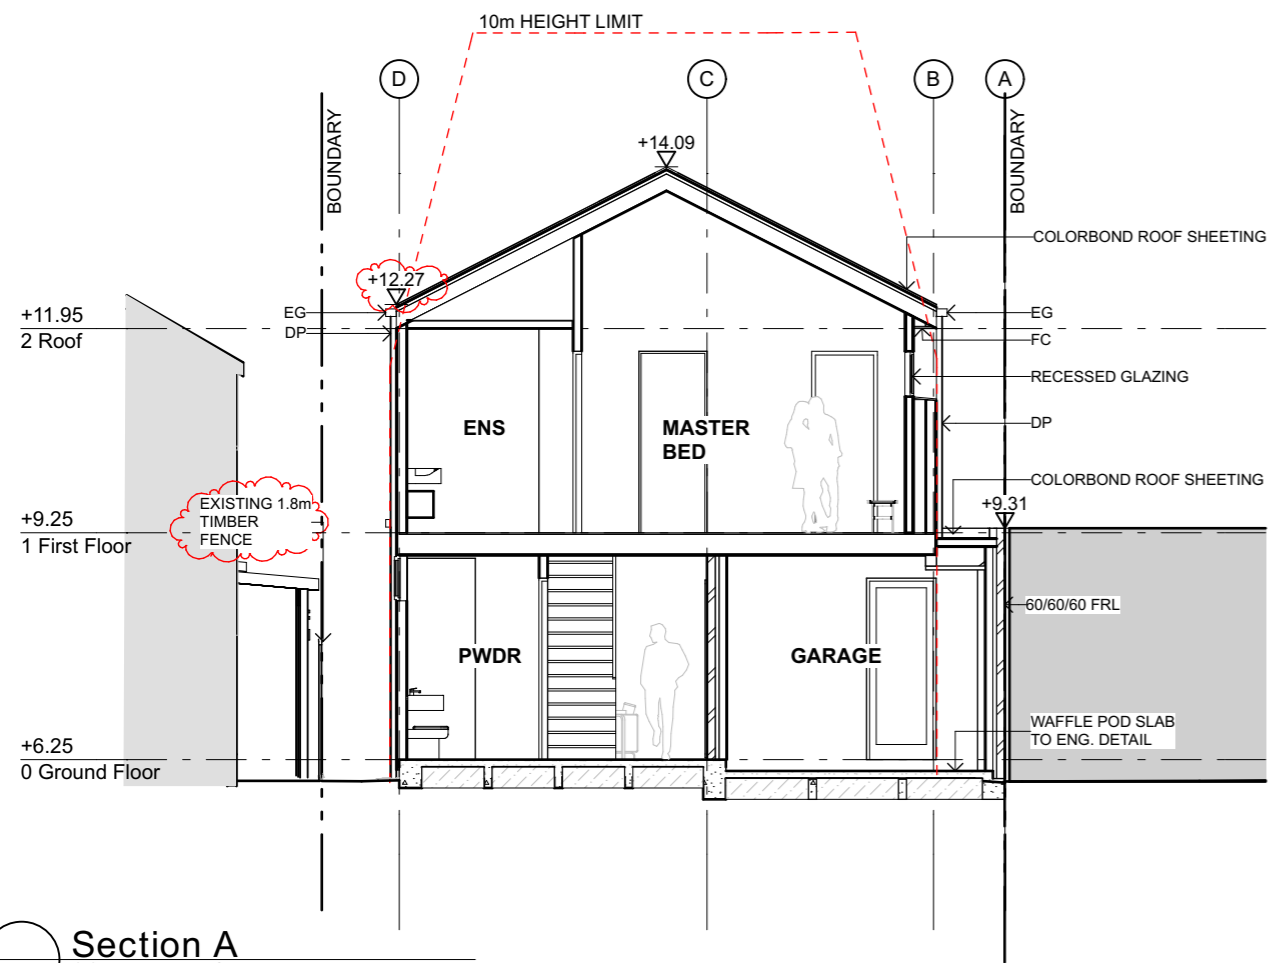 10m HEIGHT LIMIT
D
C
B
A
BOUNDARY
BOUNDARY
+14.09
COLORBOND ROOF SHEETING
+12.27
EG
EG
+11.95
2 Roof
DP
FC
RECESSED GLAZING
DP
ENS
MASTER
BED
COLORBOND ROOF SHEETING
EXISTING 1.8m
TIMBER
FENCE
+9.31
+9.25
1 First Floor
60/60/60 FRL
PWDR
GARAGE
WAFFLE POD SLAB
TO ENG. DETAIL
+6.25
0 Ground Floor
Section A